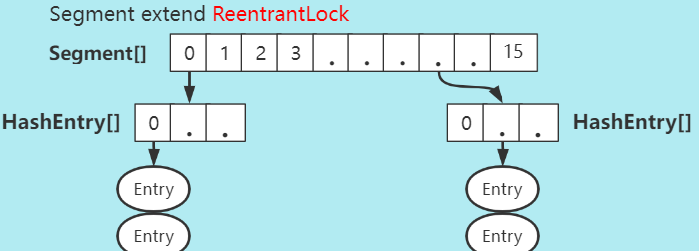 Segment extend ReentrantLock
Segment[] 0 1 2 3 . . . . . 15
HashEntry[] 0 . . 0 . . HashEntry[]
Entry Entry
Entry Entry